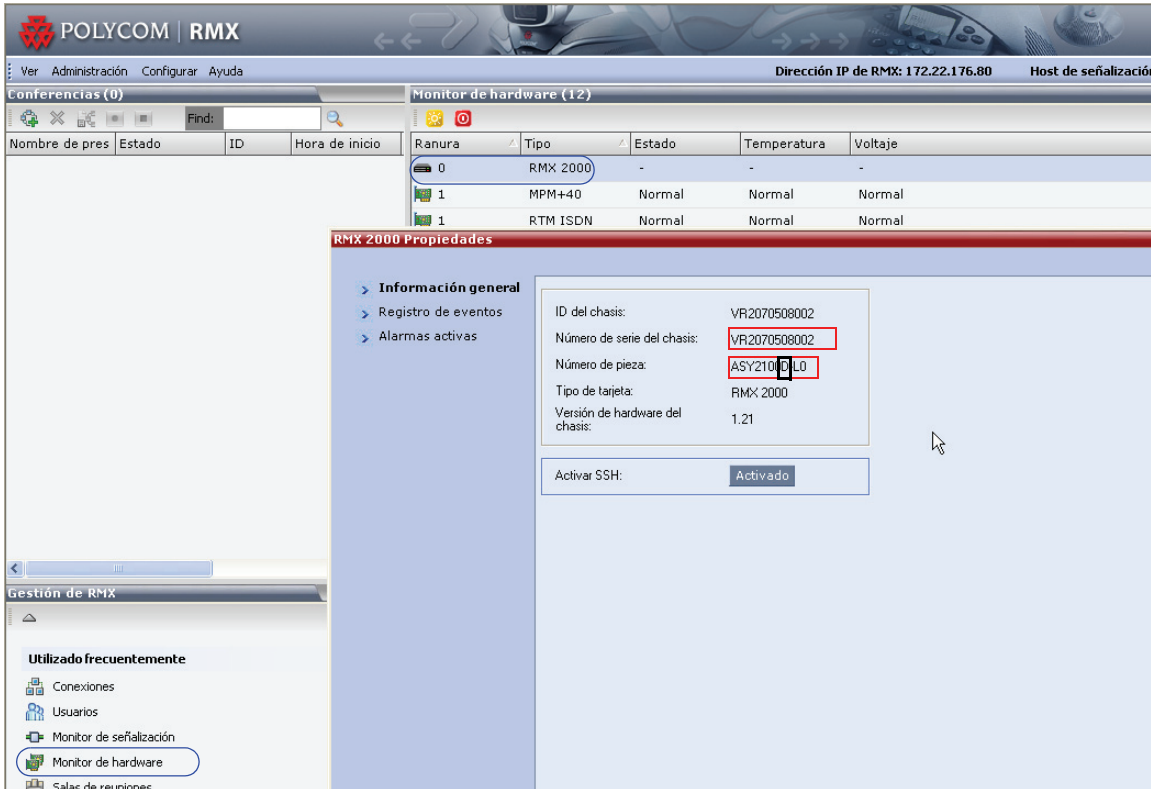 POLYCOM | RMX
Ver Administración Configurar Ayuda
Dirección IP de RMX: 172.22.176.80 Host de señalización
Conferencias (0)
Find:
Nombre de pres Estado ID Hora de inicio
Monitor de hardware (12)
Ranura Tipo Estado Temperatura Voltaje
0 RMX 2000 - - -
1 MPM+40 Normal Normal Normal
1 RTM ISDN Normal Normal Normal
RMX 2000 Propiedades
Información general
Registro de eventos
Alarmas activas
ID del chasis: VR2070508002
Número de serie del chasis: VR2070508002
Número de pieza: ASY2100D-L0
Tipo de tarjeta: RMX 2000
Versión de hardware del
chasis: 1.21
Activar SSH: Activado
Gestión de RMX
Utilizado frecuentemente
Conexiones
Usuarios
Monitor de señalización
Monitor de hardware
Salas de reuniones